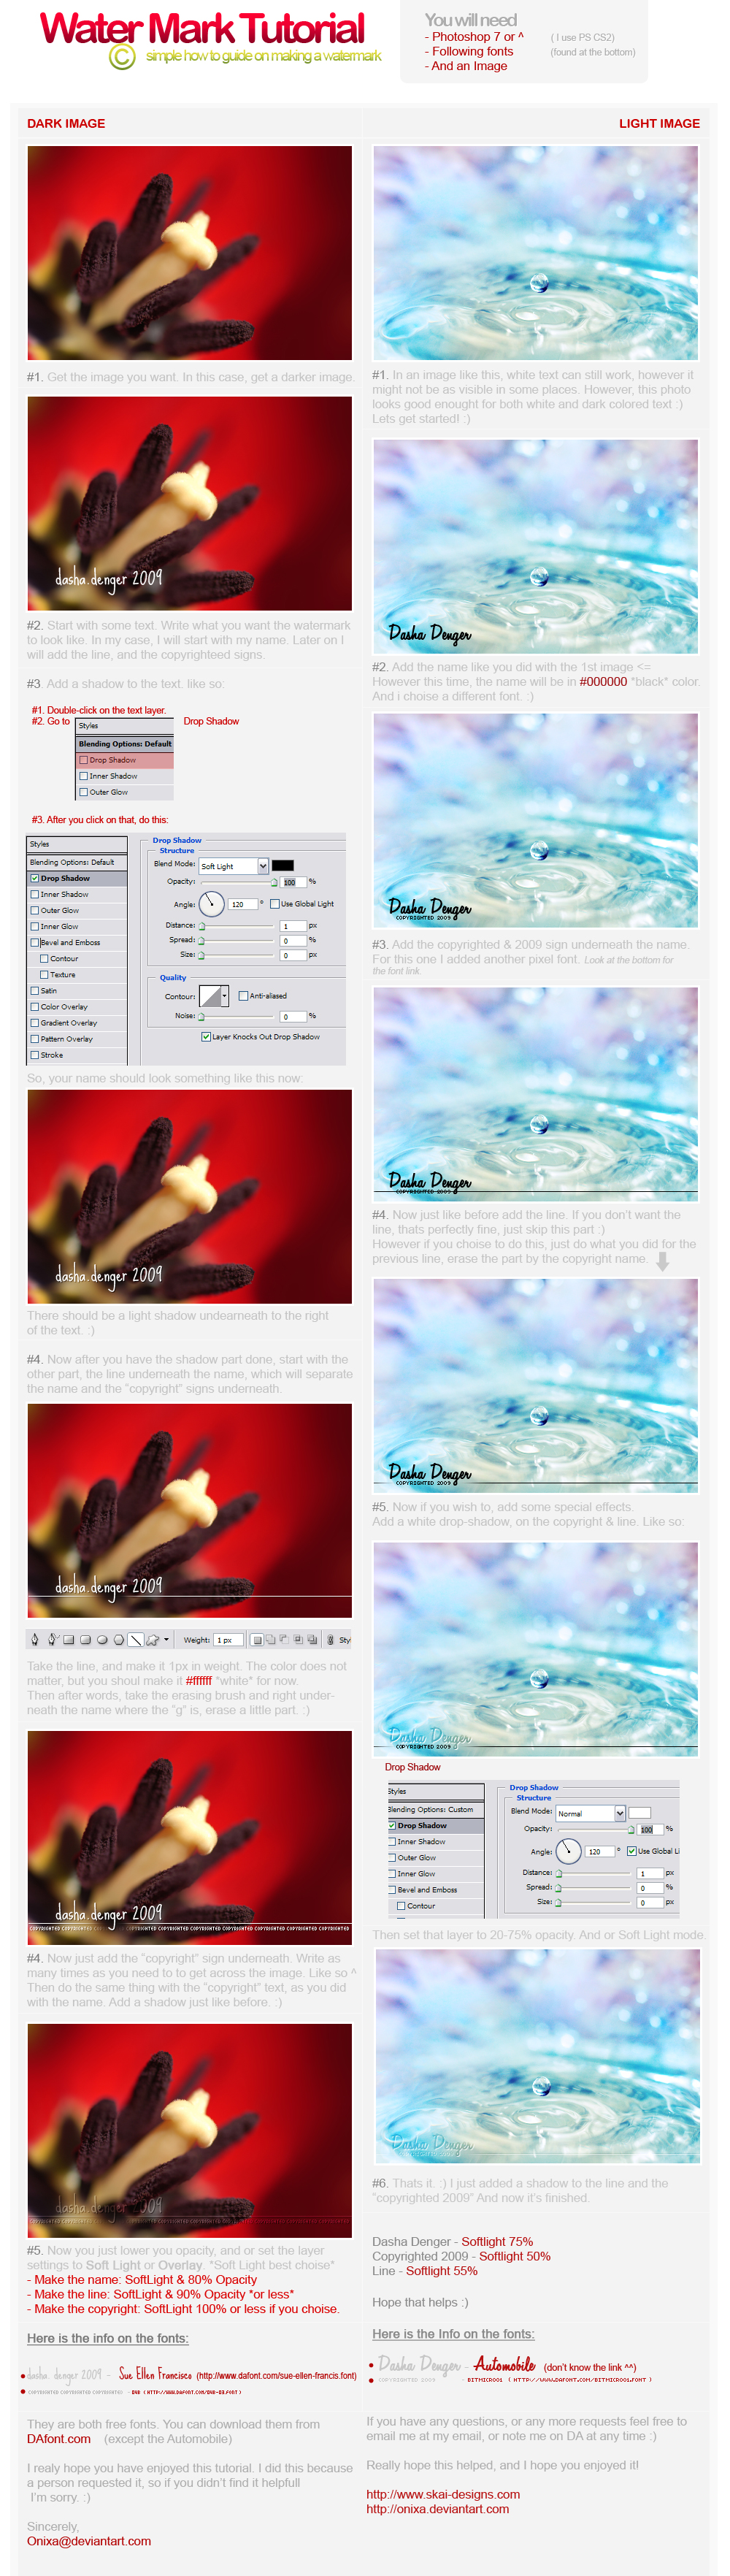 Water Mark Tutorial
© simple how to guide on making a watermark
You will need
- Photoshop 7 or ^ ( I use PS CS2)
- Following fonts (found at the bottom)
- And an Image
DARK IMAGE
#1. Get the image you want. In this case, get a darker image.
dasha.denger 2009
#2. Start with some text. Write what you want the watermark
to look like. In my case, I will start with my name. Later on I
will add the line, and the copyrighteed signs.
#3. Add a shadow to the text. like so:
#1. Double-click on the text layer.
#2. Go to
Styles
Blending Options: Default
Drop Shadow
Inner Shadow
Outer Glow
Drop Shadow
#3. After you click on that, do this:
Styles
Blending Options: Default
Drop Shadow
Inner Shadow
Outer Glow
Inner Glow
Bevel and Emboss
Contour
Texture
Satin
Color Overlay
Gradient Overlay
Pattern Overlay
Stroke
Drop Shadow
Structure
Blend Mode: Soft Light
Opacity: 100 %
Angle: 120 ° Use Global Light
Distance: 1 px
Spread: 0 %
Size: 0 px
Quality
Contour: Anti-aliased
Noise: 0 %
Layer Knocks Out Drop Shadow
So, your name should look something like this now:
dasha.denger 2009
There should be a light shadow undearneath to the right
of the text. :)
#4. Now after you have the shadow part done, start with the
other part, the line underneath the name, which will separate
the name and the "copyright" signs underneath.
dasha.denger 2009
Weight: 1 px Styl
Take the line, and make it 1px in weight. The color does not
matter, but you shoul make it #ffffff *white* for now.
Then after words, take the erasing brush and right under-
neath the name where the "g" is, erase a little part. :)
dasha.denger 2009
COPYRIGHTED COPYRIGHTED COPYRIGHTED COPYRIGHTED COPYRIGHTED COPYRIGHTED COPYRIGHTED COPYRIGHTED
#4. Now just add the "copyright" sign underneath. Write as
many times as you need to to get across the image. Like so ^
Then do the same thing with the "copyright" text, as you did
with the name. Add a shadow just like before. :)
dasha.denger 2009
#5. Now you just lower you opacity, and or set the layer
settings to Soft Light or Overlay. *Soft Light best choise*
- Make the name: SoftLight & 80% Opacity
- Make the line: SoftLight & 90% Opacity *or less*
- Make the copyright: SoftLight 100% or less if you choise.
Here is the info on the fonts:
dasha. denger 2009 - Sue Ellen Francisco (http://www.dafont.com/sue-ellen-francis.font)
COPYRIGHTED COPYRIGHTED COPYRIGHTED
They are both free fonts. You can download them from
DAfont.com (except the Automobile)
I realy hope you have enjoyed this tutorial. I did this because
a person requested it, so if you didn't find it helpfull
I'm sorry. :)
Sincerely,
Onixa@deviantart.com
LIGHT IMAGE
#1. In an image like this, white text can still work, however it
might not be as visible in some places. However, this photo
looks good enought for both white and dark colored text :)
Lets get started! :)
Dasha Denger
#2. Add the name like you did with the 1st image <=
However this time, the name will be in #000000 *black* color.
And i choise a different font. :)
Dasha Denger
COPYRIGHTED 2009
#3. Add the copyrighted & 2009 sign underneath the name.
For this one I added another pixel font. Look at the bottom for
the font link.
Dasha Denger
COPYRIGHTED 2009
#4. Now just like before add the line. If you don't want the
line, thats perfectly fine, just skip this part :)
However if you choise to do this, just do what you did for the
previous line, erase the part by the copyright name.
Dasha Denger
COPYRIGHTED 2009
#5. Now if you wish to, add some special effects.
Add a white drop-shadow, on the copyright & line. Like so:
Dasha Denger
COPYRIGHTED 2009
Drop Shadow
Styles
Blending Options: Custom
Drop Shadow
Inner Shadow
Outer Glow
Inner Glow
Bevel and Emboss
Contour
Drop Shadow
Structure
Blend Mode: Normal
Opacity: 100 %
Angle: 120 ° Use Global Li
Distance: 1 px
Spread: 0 %
Size: 0 px
Then set that layer to 20-75% opacity. And or Soft Light mode.
Dasha Denger
#6. Thats it. :) I just added a shadow to the line and the
"copyrighted 2009" And now it's finished.
Dasha Denger - Softlight 75%
Copyrighted 2009 - Softlight 50%
Line - Softlight 55%
Hope that helps :)
Here is the Info on the fonts:
Dasha Denger - Automobile (don't know the link ^^)
COPYRIGHTED 2009 - BITMICRO01 ( HTTP://WWW.DAFONT.COM/BITMICRO01.FONT )
If you have any questions, or any more requests feel free to
email me at my email, or note me on DA at any time :)
Really hope this helped, and I hope you enjoyed it!
http://www.skai-designs.com
http://onixa.deviantart.com